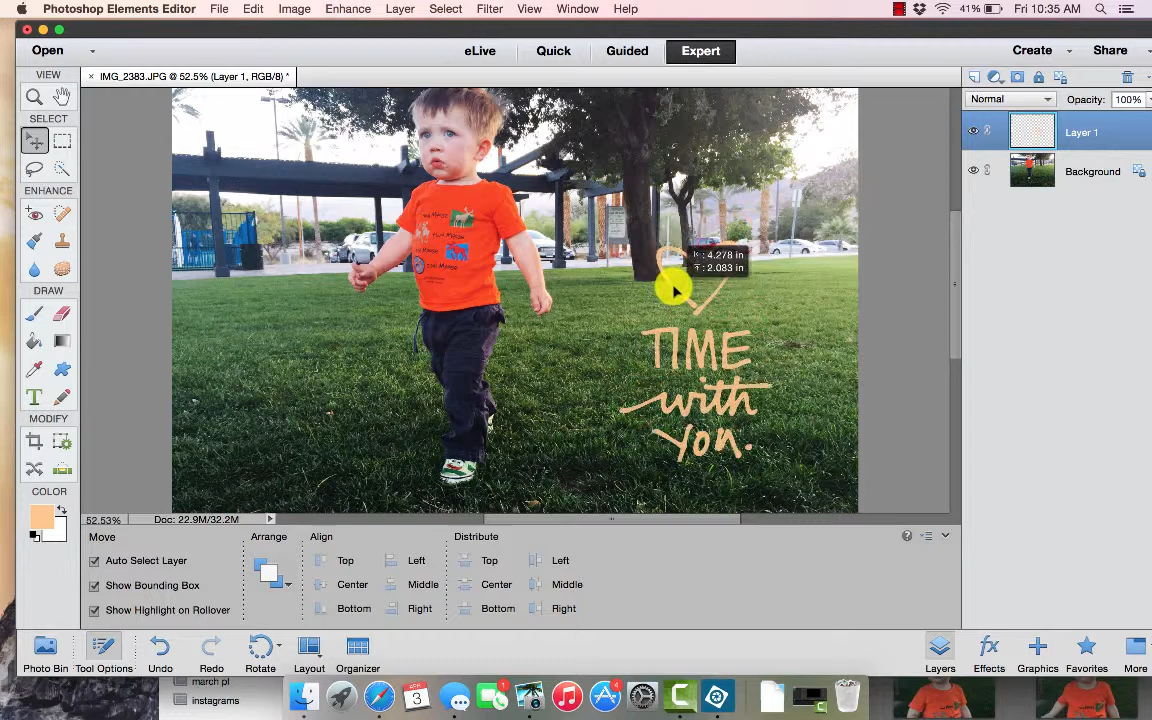 Photoshop Elements Editor File Edit Image Enhance Layer Select Filter View Window Help 41% Fri 10:35 AM
Open eLive Quick Guided Expert Create Share
VIEW × IMG_2383.JPG @ 52.5% (Layer 1, RGB/8) *
Normal Opacity: 100%
SELECT
Layer 1
Background
ENHANCE
: 4.278 in
: 2.083 in
DRAW
TIME
with
you.
T
MODIFY
COLOR
52.53% Doc: 22.9M/32.2M
Move Arrange Align Distribute
Auto Select Layer Top Left Top Left
Show Bounding Box Center Middle Center Middle
Show Highlight on Rollover Bottom Right Bottom Right
Photo Bin Tool Options Undo Redo Rotate Layout Organizer Layers Effects Graphics Favorites More
march pl
instagrams
APR
3
1
6